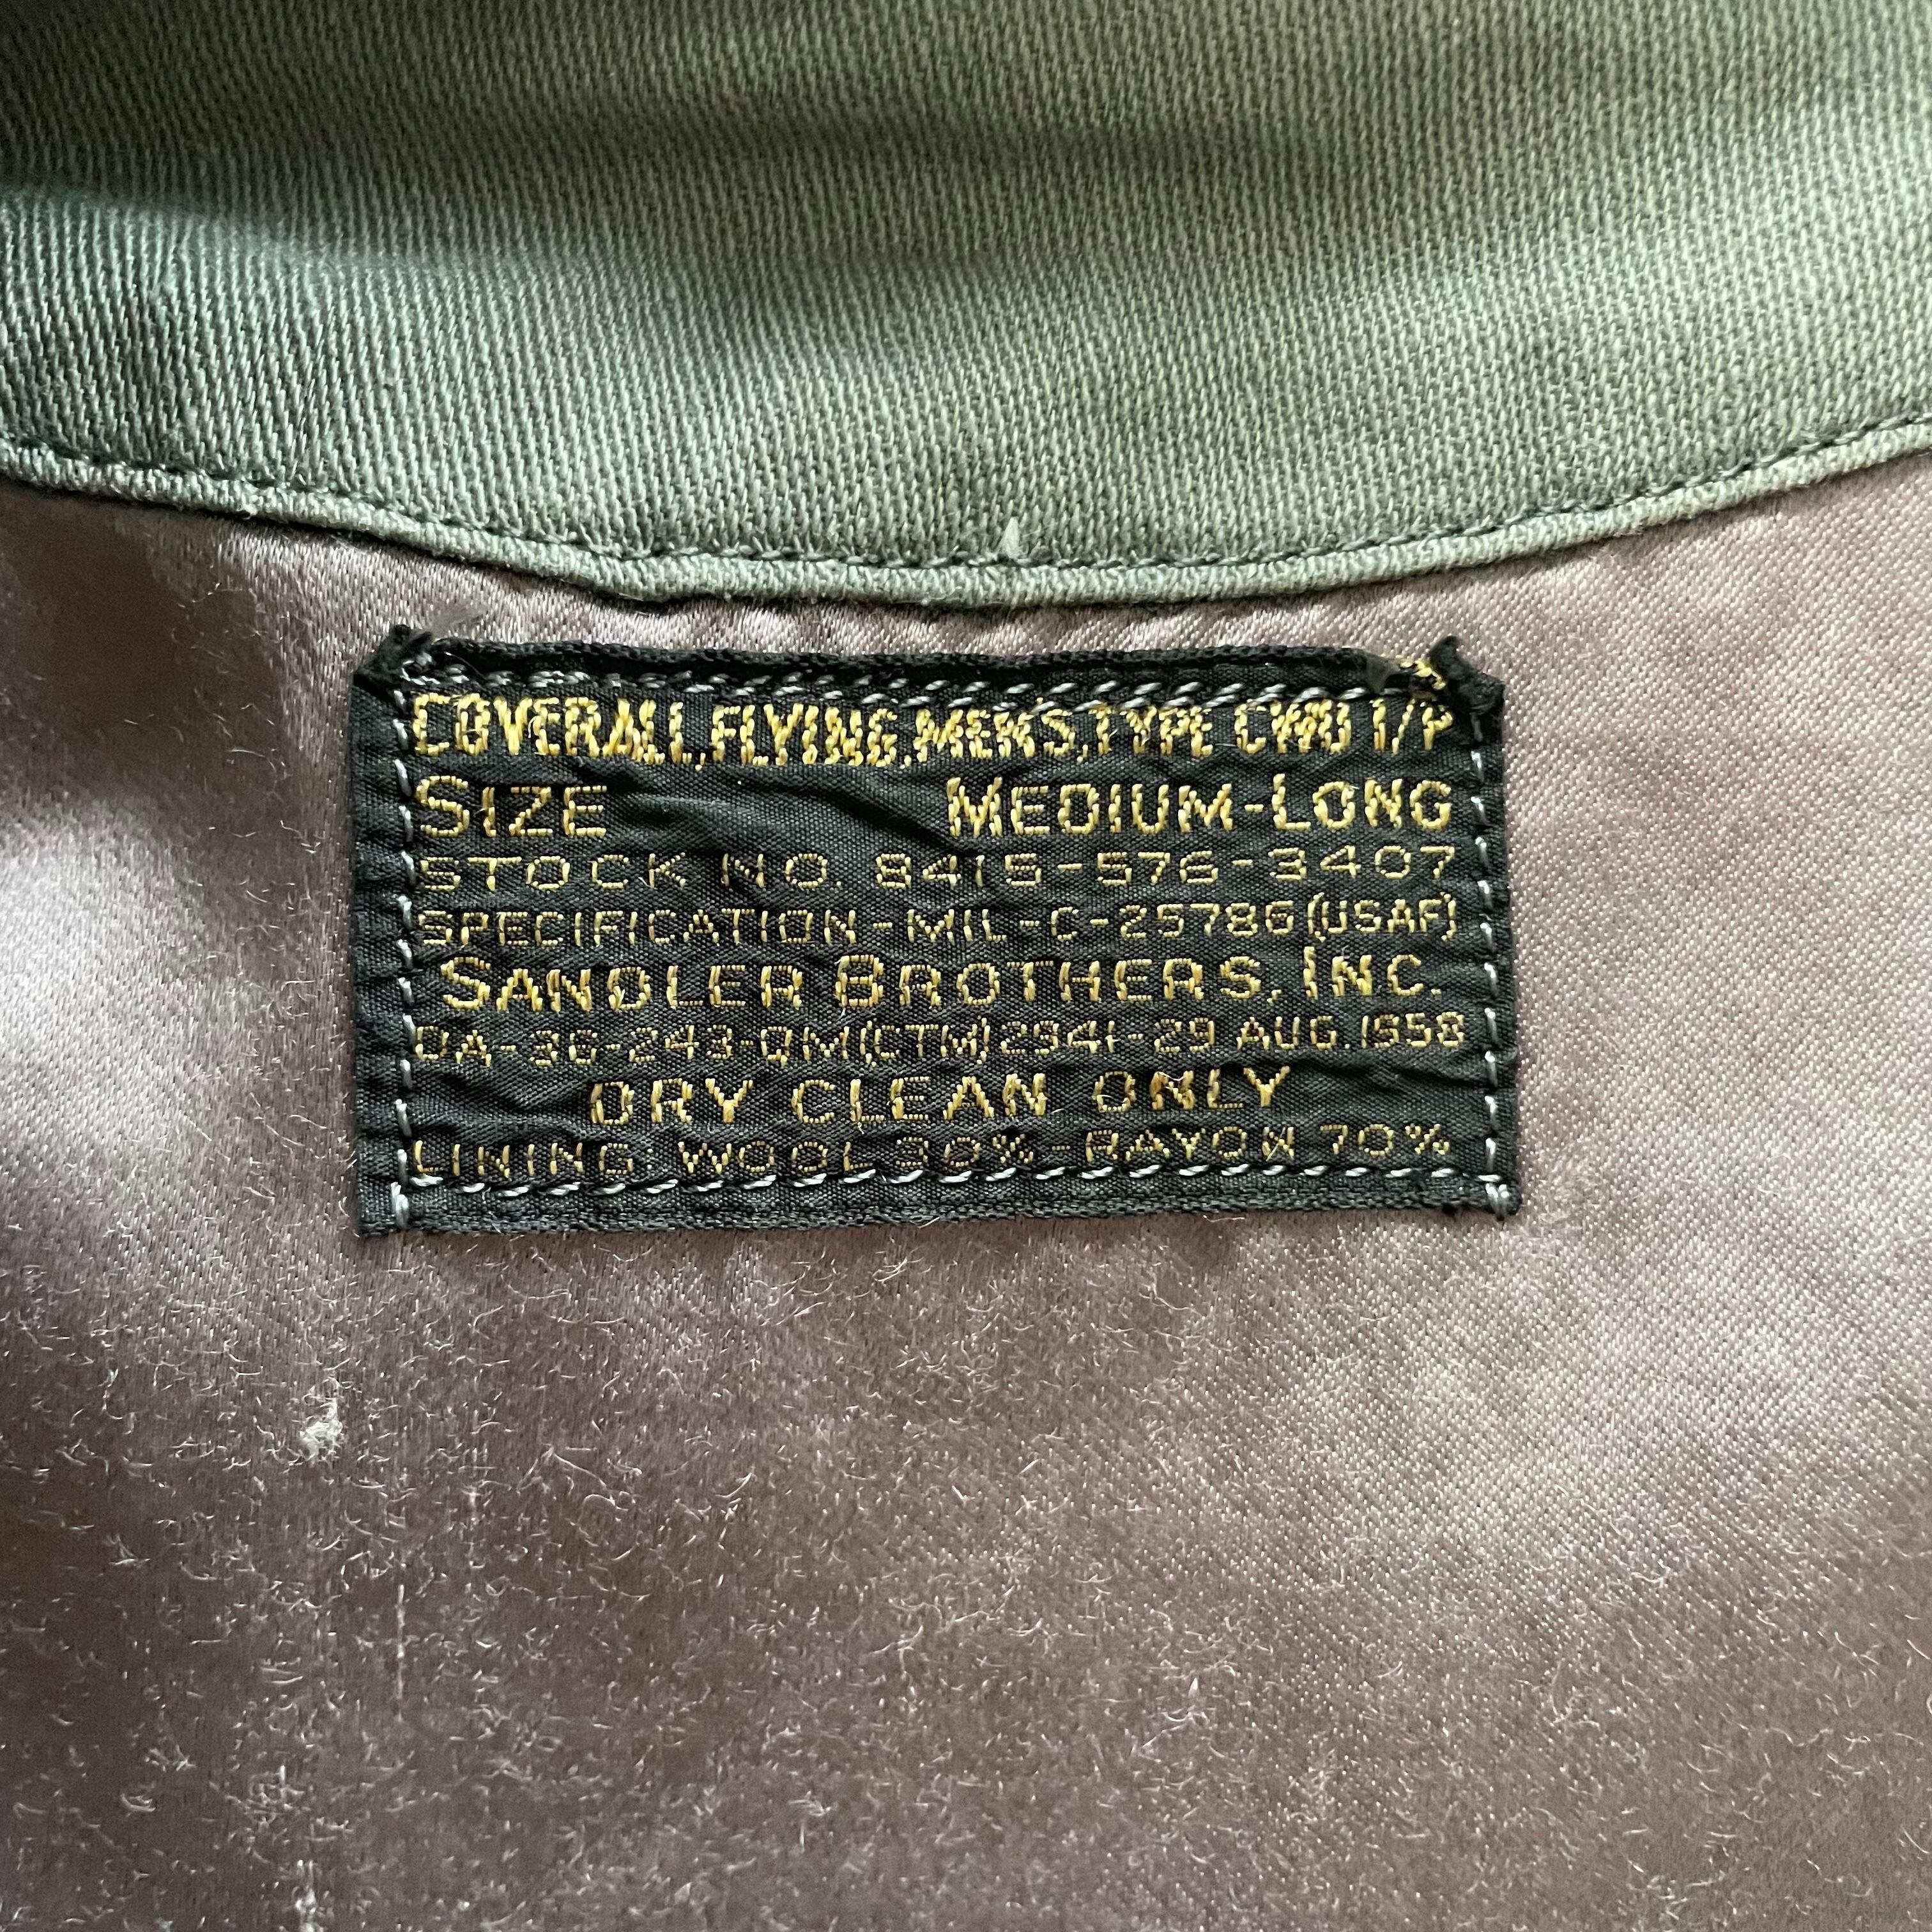 COVERALL, FLYING, MEN'S, TYPE CWU 1/P
SIZE MEDIUM-LONG
STOCK NO. 8415-576-3407
SPECIFICATION-MIL-C-25786 (USAF)
SANDLER BROTHERS, INC.
DA-36-243-QM(CTM)2941-29 AUG. 1958
DRY CLEAN ONLY
LINING: WOOL 30%-RAYON 70%